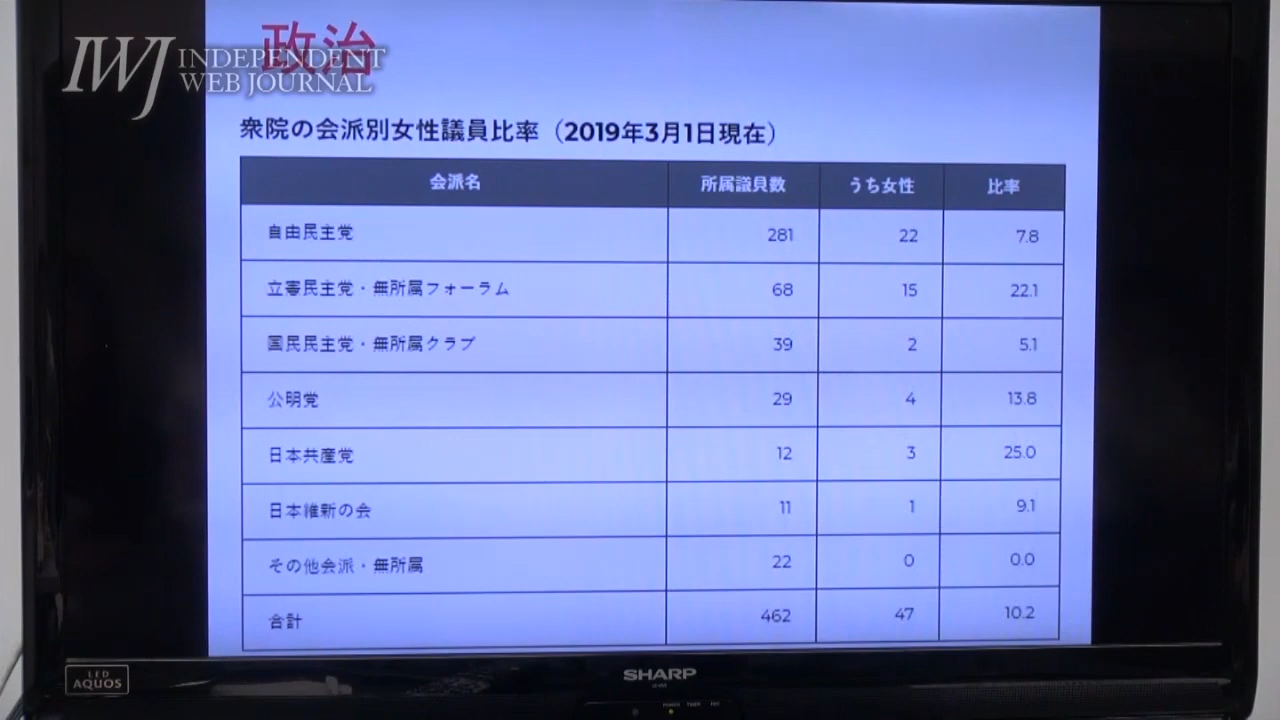 政治
IWJ INDEPENDENT
WEB JOURNAL
衆院の会派別女性議員比率（2019年3月1日現在）
会派名 所属議員数 うち女性 比率
自由民主党 281 22 7.8
立憲民主党・無所属フォーラム 68 15 22.1
国民民主党・無所属クラブ 39 2 5.1
公明党 29 4 13.8
日本共産党 12 3 25.0
日本維新の会 11 1 9.1
その他会派・無所属 22 0 0.0
合計 462 47 10.2
LED
AQUOS
SHARP